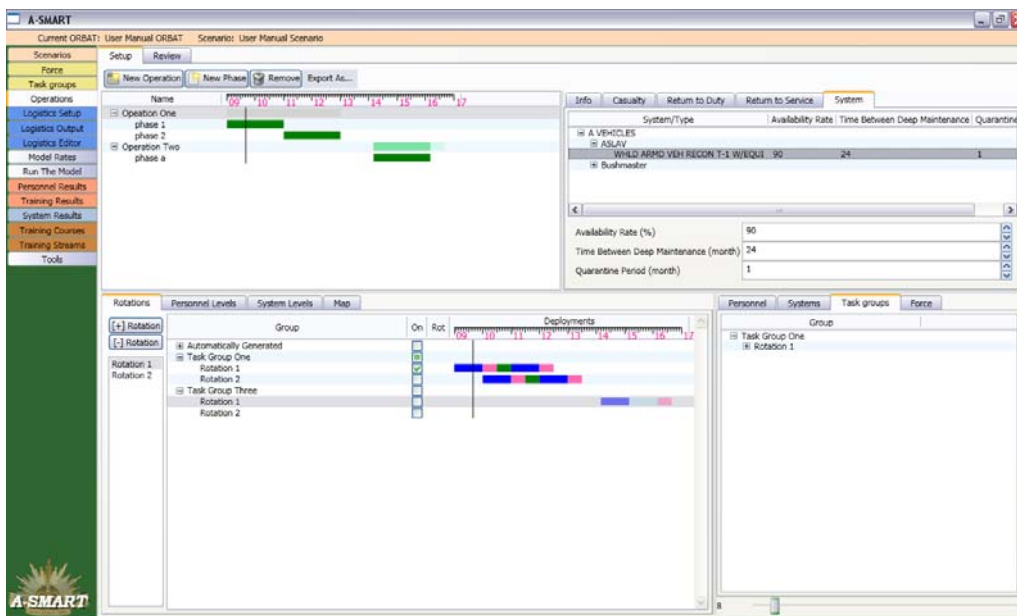 A-SMART
Current ORBAT: User Manual ORBAT Scenario: User Manual Scenario
Scenarios
Force
Task groups
Operations
Logistics Setup
Logistics Output
Logistics Editor
Model Rates
Run The Model
Personnel Results
Training Results
System Results
Training Courses
Training Streams
Tools
Setup Review
New Operation New Phase Remove Export As...
Name '09 '10 '11 '12 '13 '14 '15 '16 '17
Opeation One
phase 1
phase 2
Operation Two
phase a
Info Casualty Return to Duty Return to Service System
System/Type Availability Rate Time Between Deep Maintenance Quarantine
A VEHICLES
ASLAV
WHLD ARMD VEH RECON T-1 W/EQUI 90 24 1
Bushmaster
Availability Rate (%) 90
Time Between Deep Maintenance (month) 24
Quarantine Period (month) 1
Rotations Personnel Levels System Levels Map
[+] Rotation
[-] Rotation
Rotation 1
Rotation 2
Group On Rot Deployments
'09 '10 '11 '12 '13 '14 '15 '16 17
Automatically Generated
Task Group One
Rotation 1
Rotation 2
Task Group Three
Rotation 1
Rotation 2
Personnel Systems Task groups Force
Group
Task Group One
Rotation 1
8
A-SMART